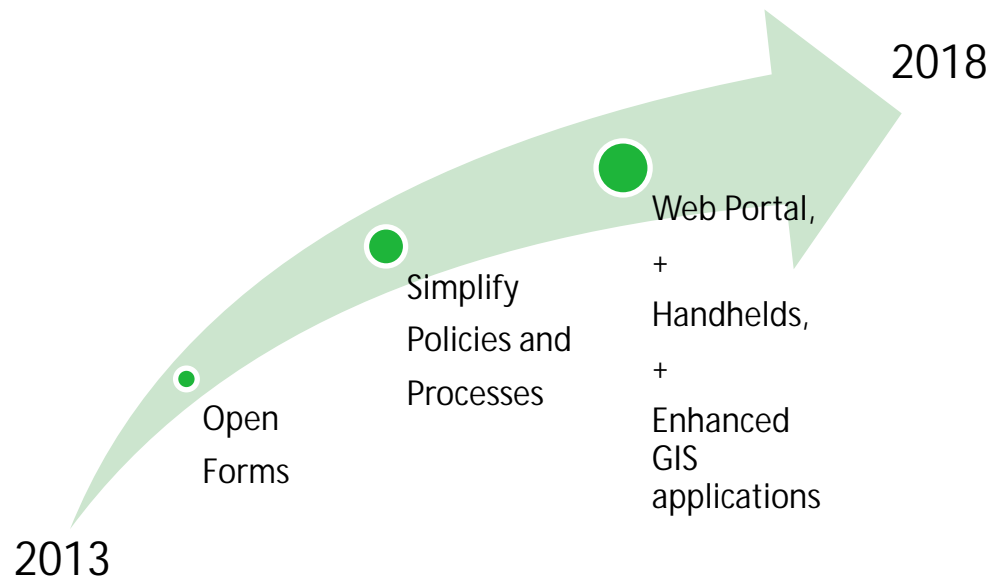 2018
Web Portal,
+
Handhelds,
+
Enhanced
GIS
applications
Simplify
Policies and
Processes
Open
Forms
2013